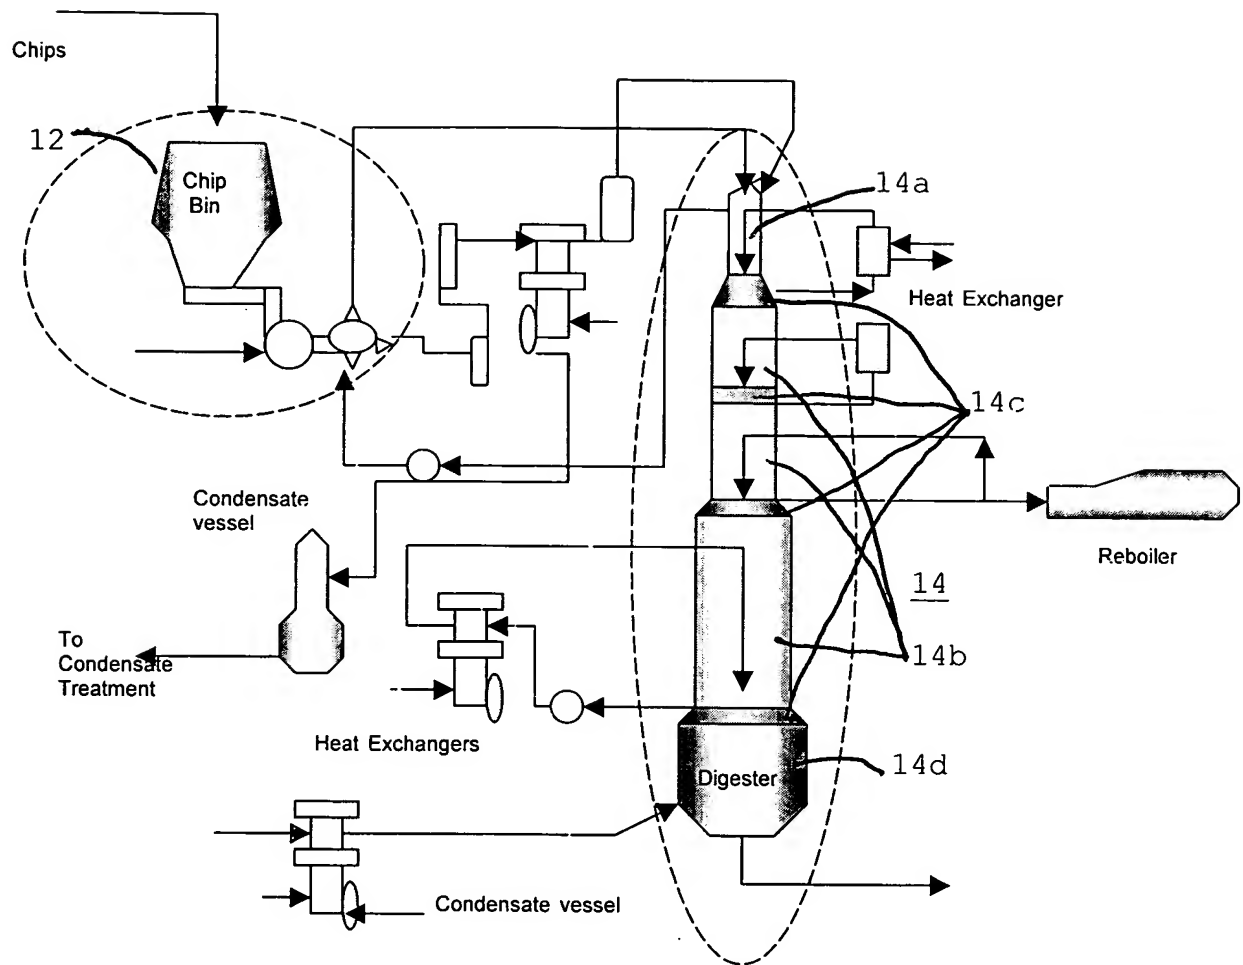 Chips
12
Chip
Bin
14a
Heat Exchanger
14c
Condensate
vessel
Reboiler
14
To
Condensate
Treatment
14b
Heat Exchangers
Digester
14d
Condensate vessel